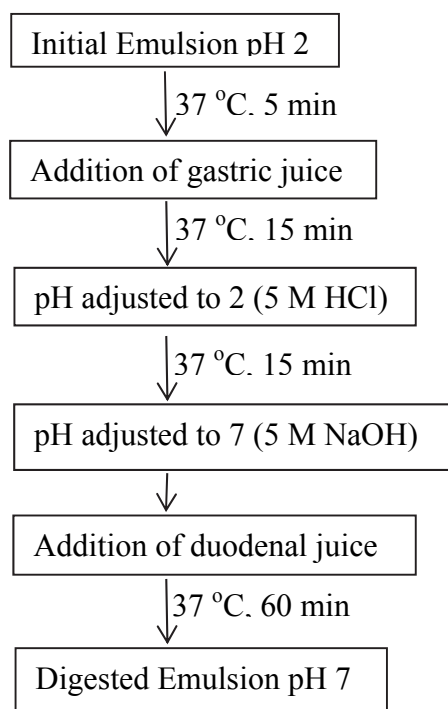 Initial Emulsion pH 2
37 °C, 5 min
Addition of gastric juice
37 °C, 15 min
pH adjusted to 2 (5 M HCl)
37 °C, 15 min
pH adjusted to 7 (5 M NaOH)
Addition of duodenal juice
37 °C, 60 min
Digested Emulsion pH 7